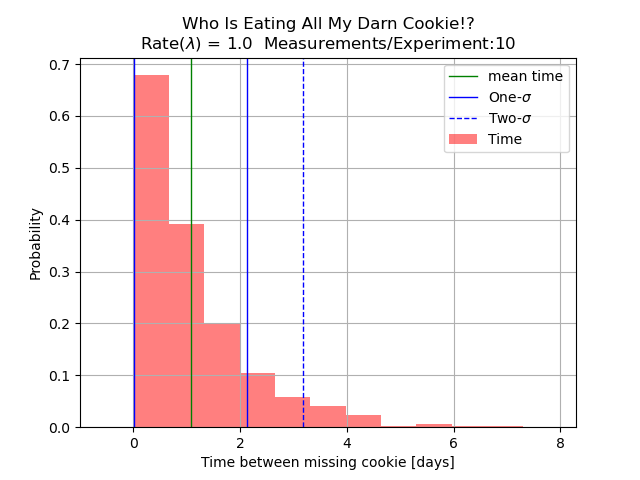 Who Is Eating All My Darn Cookie!?
Rate(λ) = 1.0 Measurements/Experiment:10
0.7
0.6
0.5
0.4
0.3
0.2
0.1
0.0
Probability
mean time
One-σ
Two-σ
Time
0 2 4 6 8
Time between missing cookie [days]